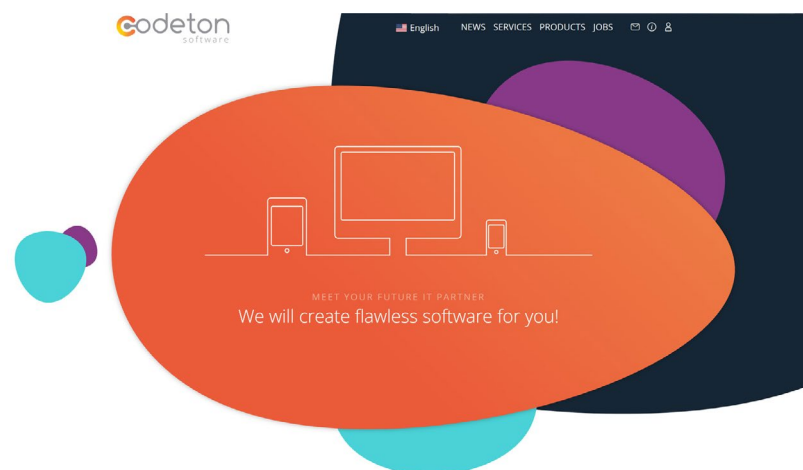 Codeton
software
English NEWS SERVICES PRODUCTS JOBS
MEET YOUR FUTURE IT PARTNER
We will create flawless software for you!